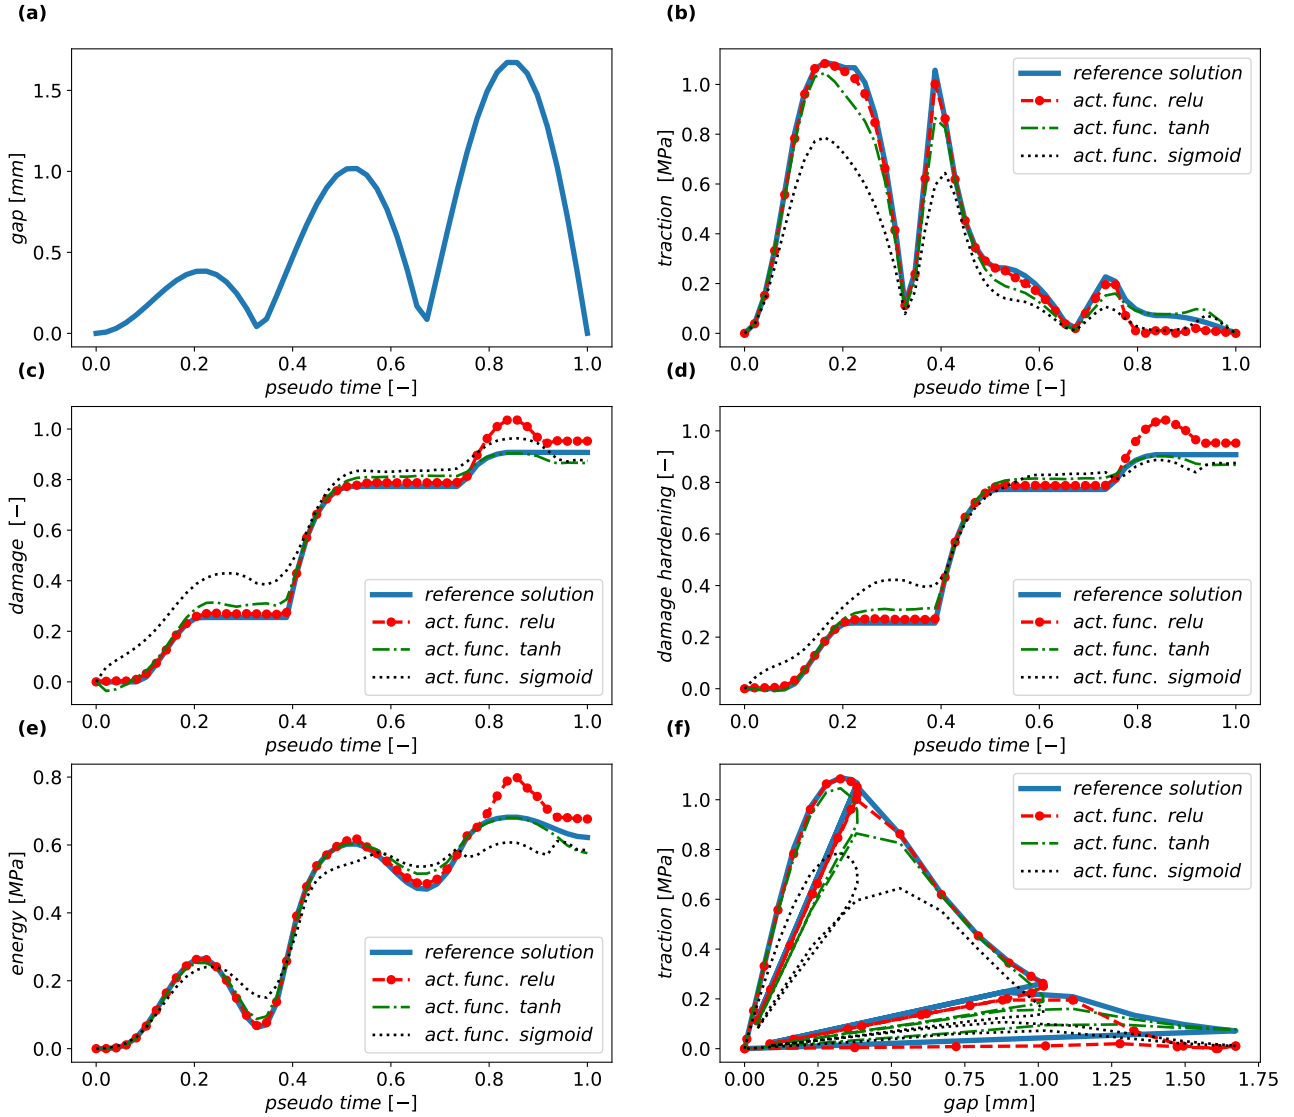 (a)
gap [mm]
1.5
1.0
0.5
0.0
0.0 0.2 0.4 0.6 0.8 1.0
pseudo time [−]
(b)
traction [MPa]
1.0
0.8
0.6
0.4
0.2
0.0
0.0 0.2 0.4 0.6 0.8 1.0
pseudo time [−]
reference solution
act. func. relu
act. func. tanh
act. func. sigmoid
(c)
damage [−]
1.0
0.8
0.6
0.4
0.2
0.0
0.0 0.2 0.4 0.6 0.8 1.0
pseudo time [−]
reference solution
act. func. relu
act. func. tanh
act. func. sigmoid
(d)
damage hardening [−]
1.0
0.8
0.6
0.4
0.2
0.0
0.0 0.2 0.4 0.6 0.8 1.0
pseudo time [−]
reference solution
act. func. relu
act. func. tanh
act. func. sigmoid
(e)
energy [MPa]
0.8
0.6
0.4
0.2
0.0
0.0 0.2 0.4 0.6 0.8 1.0
pseudo time [−]
reference solution
act. func. relu
act. func. tanh
act. func. sigmoid
(f)
traction [MPa]
1.0
0.8
0.6
0.4
0.2
0.0
0.00 0.25 0.50 0.75 1.00 1.25 1.50 1.75
gap [mm]
reference solution
act. func. relu
act. func. tanh
act. func. sigmoid